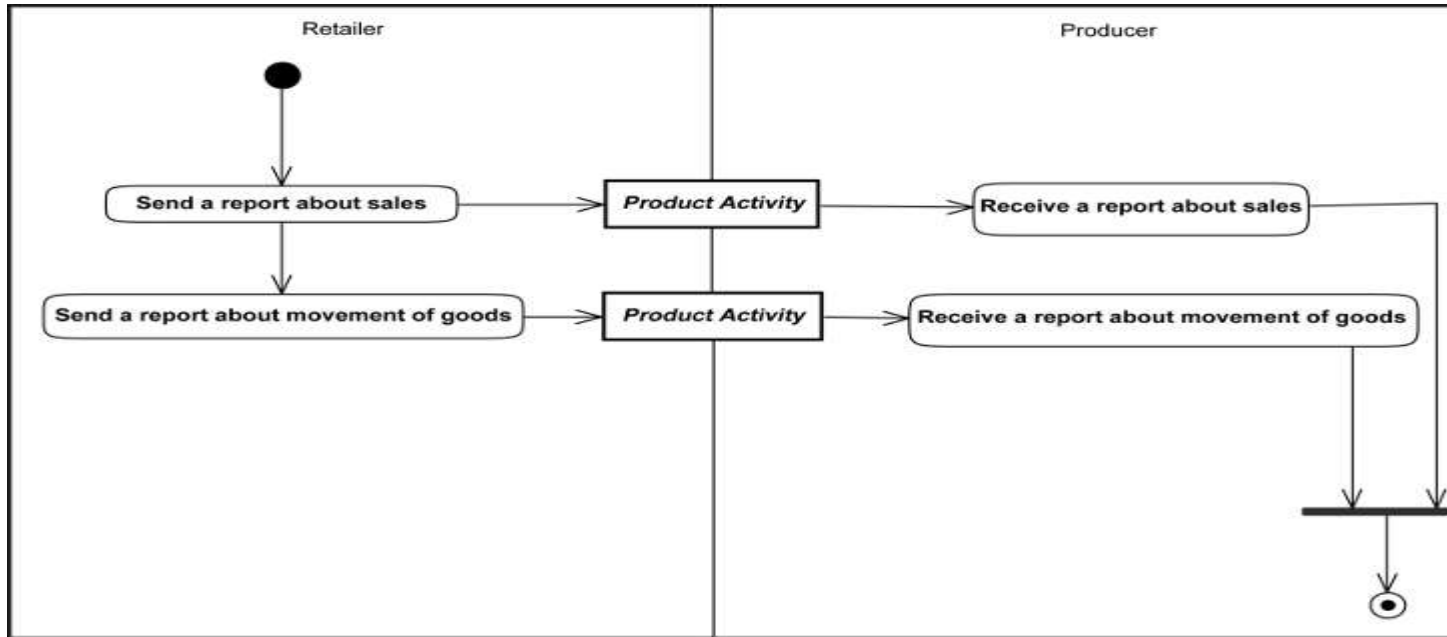 Retailer
Producer
Send a report about sales
Product Activity
Receive a report about sales
Send a report about movement of goods
Product Activity
Receive a report about movement of goods